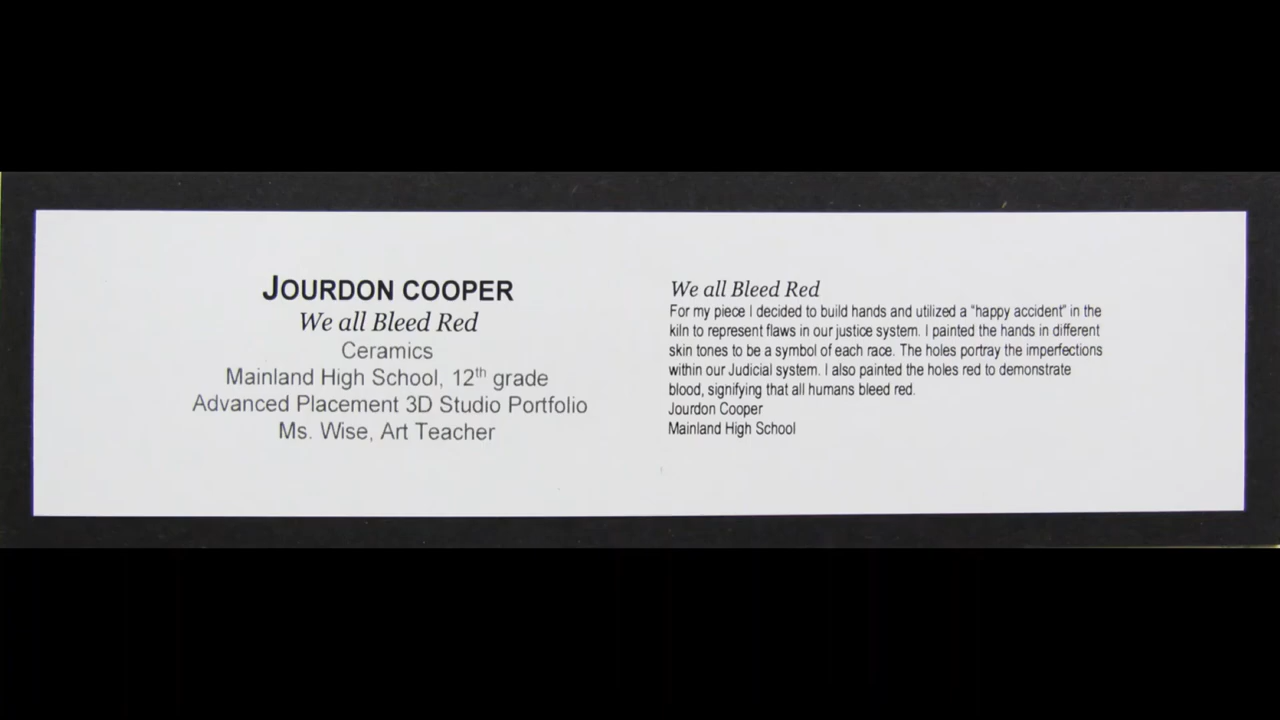 JOURDON COOPER
We all Bleed Red
Ceramics
Mainland High School, 12th grade
Advanced Placement 3D Studio Portfolio
Ms. Wise, Art Teacher
We all Bleed Red
For my piece I decided to build hands and utilized a "happy accident" in the
kiln to represent flaws in our justice system. I painted the hands in different
skin tones to be a symbol of each race. The holes portray the imperfections
within our Judicial system. I also painted the holes red to demonstrate
blood, signifying that all humans bleed red.
Jourdon Cooper
Mainland High School